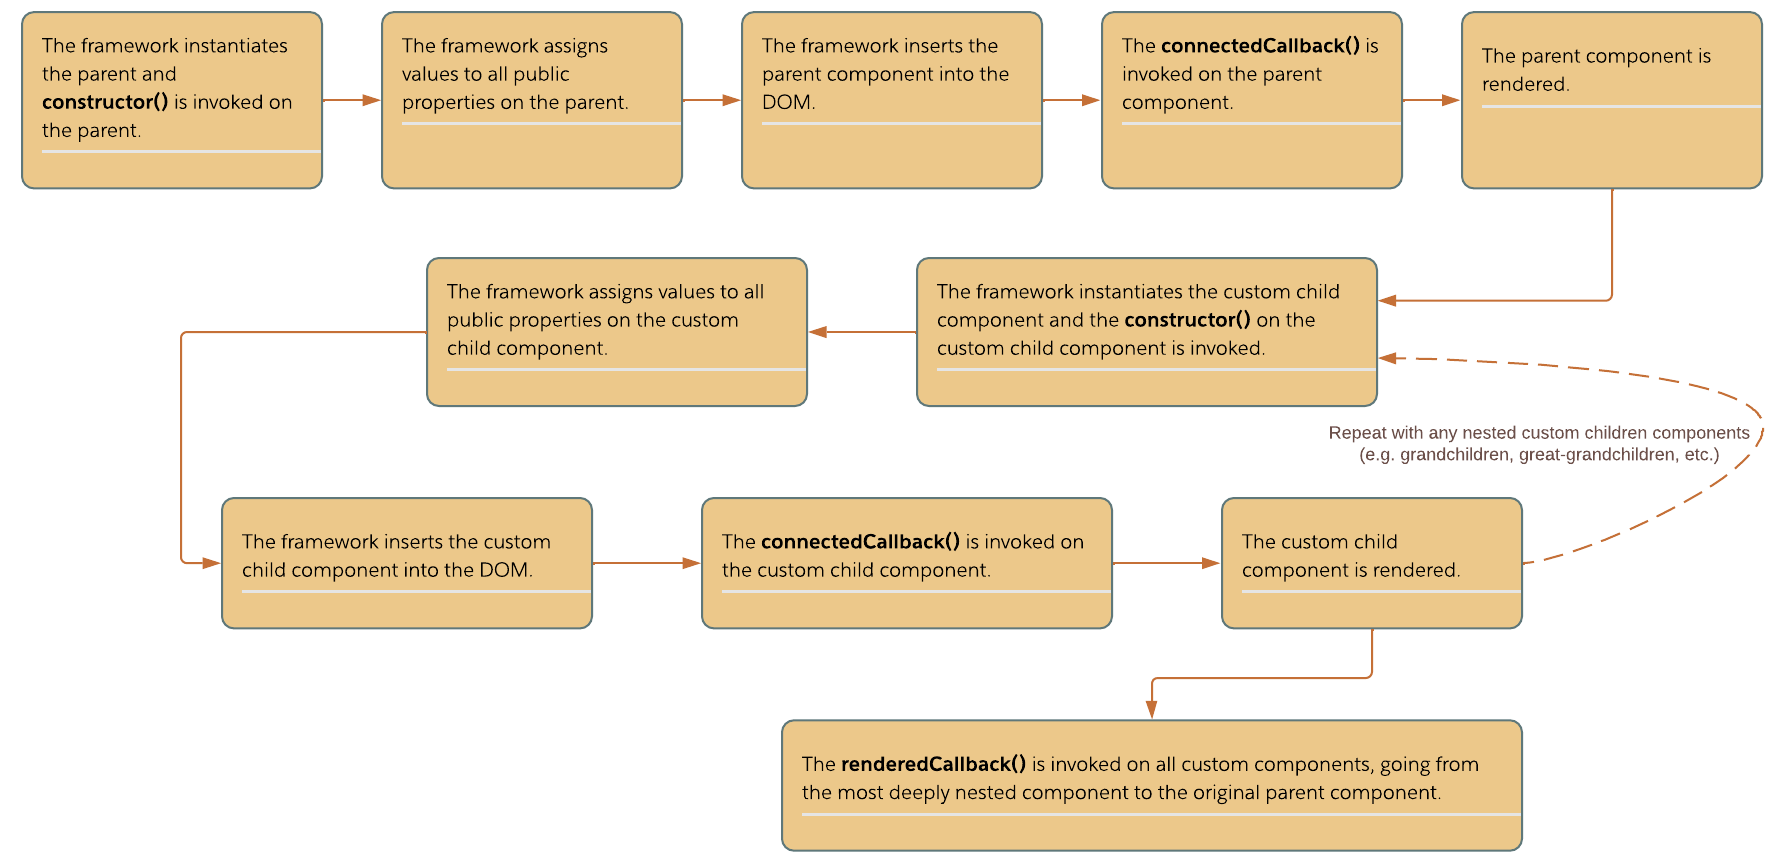 The framework instantiates
the parent and
constructor() is invoked on
the parent.
The framework assigns
values to all public
properties on the parent.
The framework inserts the
parent component into the
DOM.
The connectedCallback() is
invoked on the parent
component.
The parent component is
rendered.
The framework instantiates the custom child
component and the constructor() on the
custom child component is invoked.
The framework assigns values to all
public properties on the custom
child component.
The framework inserts the custom
child component into the DOM.
The connectedCallback() is invoked on
the custom child component.
The custom child
component is rendered.
Repeat with any nested custom children components
(e.g. grandchildren, great-grandchildren, etc.)
The renderedCallback() is invoked on all custom components, going from
the most deeply nested component to the original parent component.